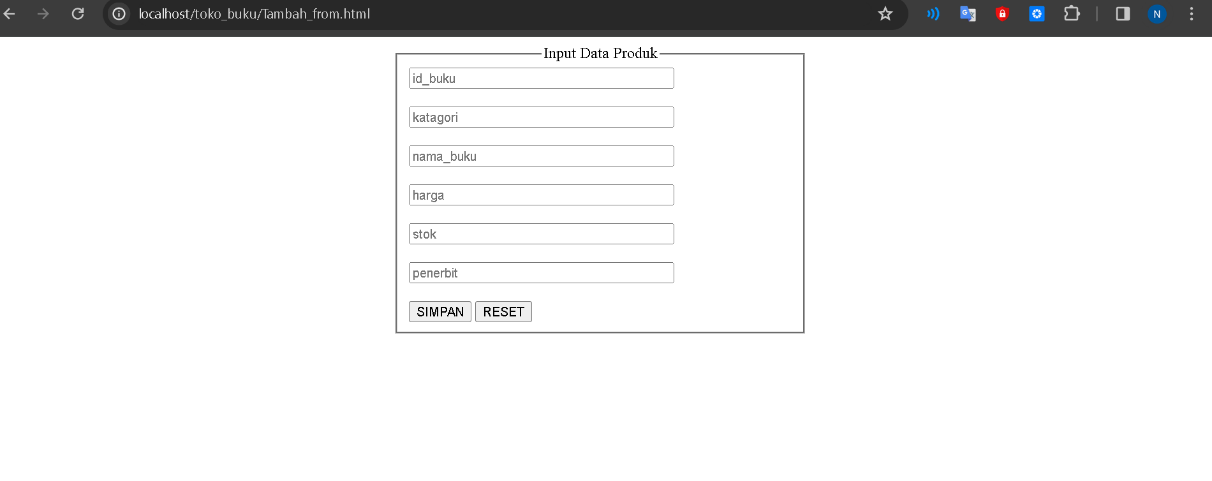 localhost/toko_buku/Tambah_from.html
N
Input Data Produk
id_buku
katagori
nama_buku
harga
stok
penerbit
SIMPAN RESET